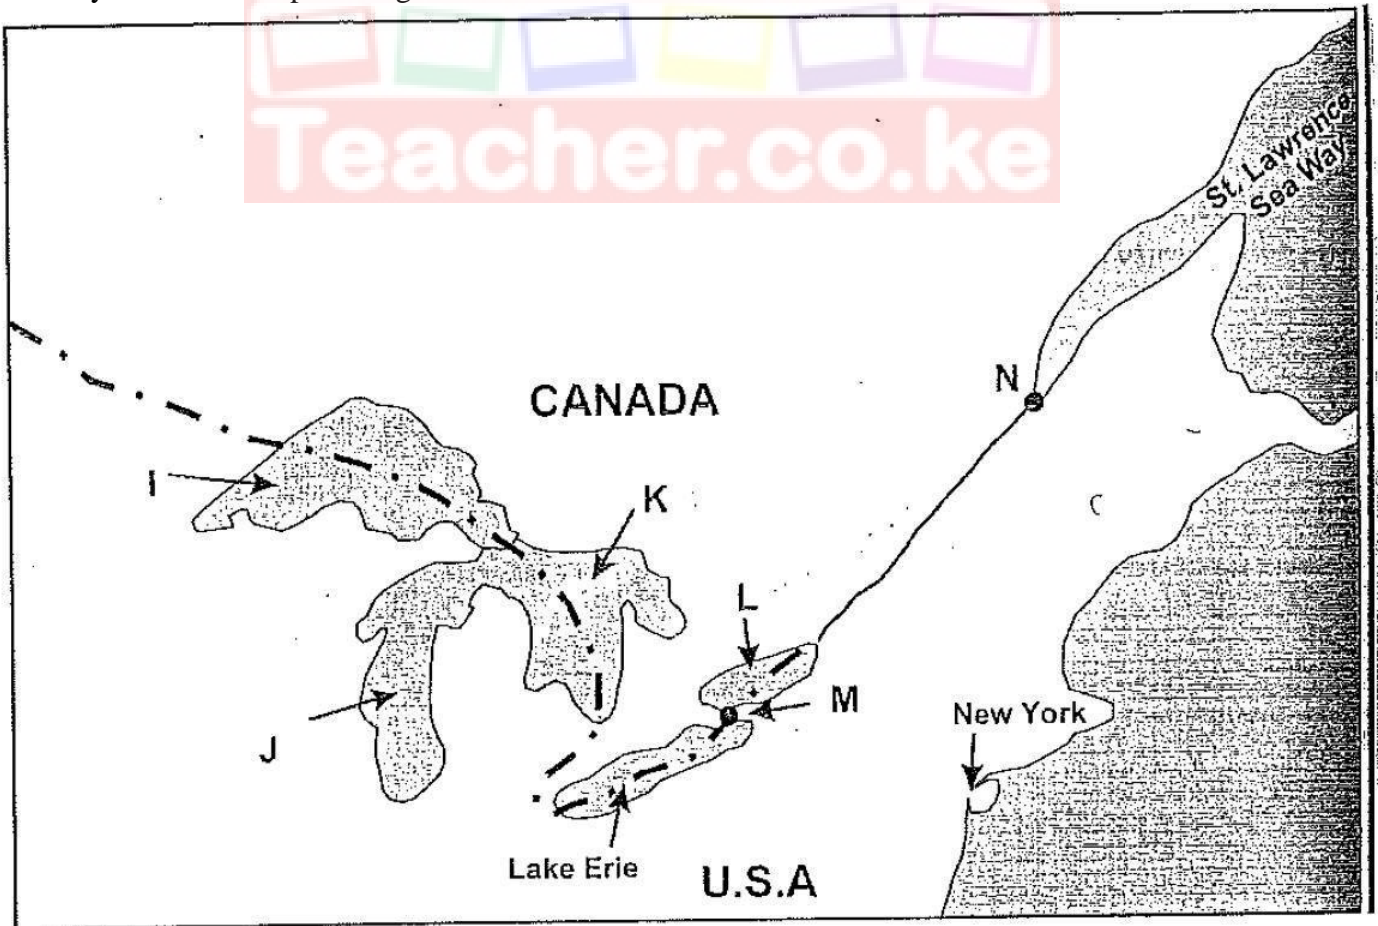 Teacher.co.ke
St. Lawrence
Sea Way
N
CANADA
I
K
L
M
New York
J
Lake Erie
U.S.A